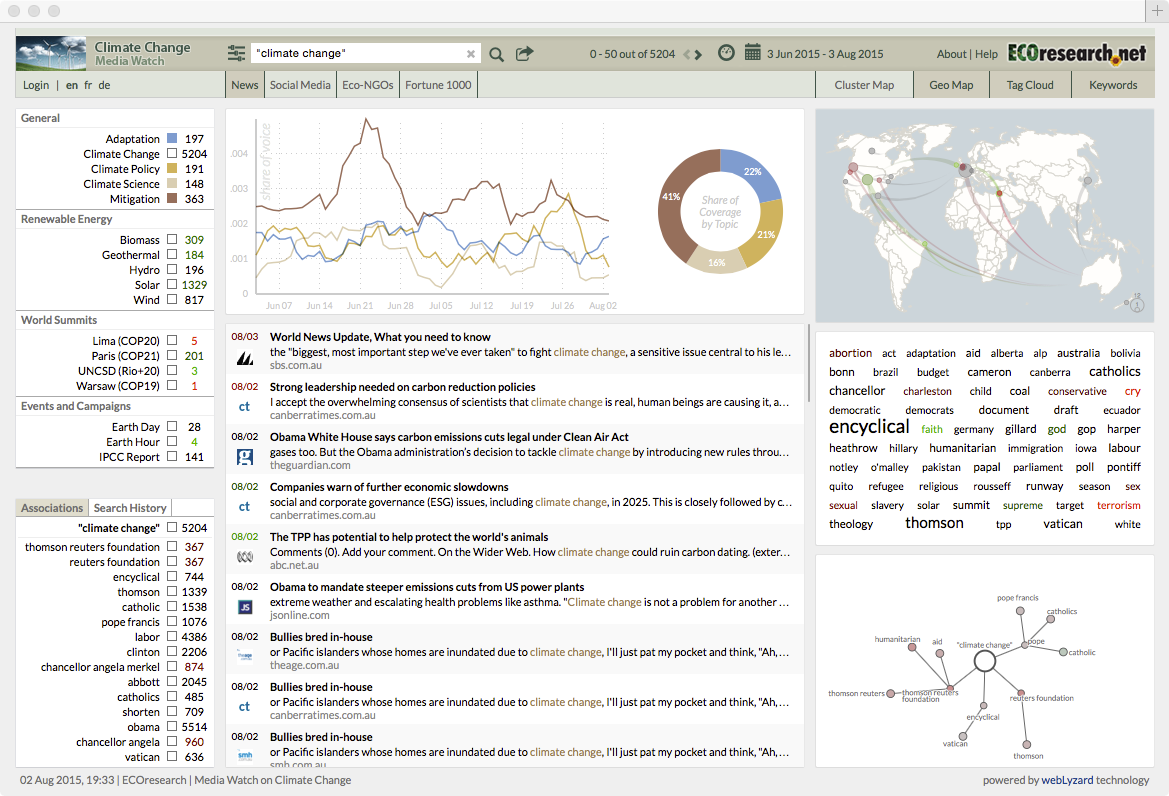 Climate Change
Media Watch
"climate change"
0 - 50 out of 5204
3 Jun 2015 - 3 Aug 2015
About | Help
ECOresearch.net
Login | en fr de
News
Social Media
Eco-NGOs
Fortune 1000
Cluster Map
Geo Map
Tag Cloud
Keywords
General
Adaptation 197
Climate Change 5204
Climate Policy 191
Climate Science 148
Mitigation 363
Renewable Energy
Biomass 309
Geothermal 184
Hydro 196
Solar 1329
Wind 817
World Summits
Lima (COP20) 5
Paris (COP21) 201
UNCSD (Rio+20) 3
Warsaw (COP19) 1
Events and Campaigns
Earth Day 28
Earth Hour 4
IPCC Report 141
Associations
Search History
"climate change" 5204
thomson reuters foundation 367
reuters foundation 367
encyclical 744
thomson 1339
catholic 1538
pope francis 1076
labor 4386
clinton 2206
chancellor angela merkel 874
abbott 2045
catholics 485
shorten 709
obama 5514
chancellor angela 960
vatican 636
share of voice
.004
.003
.002
.001
0
Jun 07 Jun 14 Jun 21 Jun 28 Jul 05 Jul 12 Jul 19 Jul 26 Aug 02
22%
41%
Share of
Coverage
by Topic
21%
16%
08/03 World News Update, What you need to know
the "biggest, most important step we've ever taken" to fight climate change, a sensitive issue central to his le...
sbs.com.au
08/02 Strong leadership needed on carbon reduction policies
ct I accept the overwhelming consensus of scientists that climate change is real, human beings are causing it, a...
canberratimes.com.au
08/02 Obama White House says carbon emissions cuts legal under Clean Air Act
g gases too. But the Obama administration's decision to tackle climate change by introducing new rules throu...
theguardian.com
08/02 Companies warn of further economic slowdowns
ct social and corporate governance (ESG) issues, including climate change, in 2025. This is closely followed by c...
canberratimes.com.au
08/02 The TPP has potential to help protect the world's animals
Comments (0). Add your comment. On the Wider Web. How climate change could ruin carbon dating. (exter...
abc.net.au
08/02 Obama to mandate steeper emissions cuts from US power plants
JS extreme weather and escalating health problems like asthma. "Climate change is not a problem for another ...
jsonline.com
08/02 Bullies bred in-house
or Pacific islanders whose homes are inundated due to climate change, I'll just pat my pocket and think, "Ah,...
theage.com.au
08/02 Bullies bred in-house
ct or Pacific islanders whose homes are inundated due to climate change, I'll just pat my pocket and think, "Ah,...
canberratimes.com.au
08/02 Bullies bred in-house
smh or Pacific islanders whose homes are inundated due to climate change, I'll just pat my pocket and think, "Ah,...
smh.com.au
abortion act adaptation aid alberta alp australia bolivia
bonn brazil budget cameron canberra catholics
chancellor charleston child coal conservative cry
democratic democrats document draft ecuador
encyclical faith germany gillard god gop harper
heathrow hillary humanitarian immigration iowa labour
notley o'malley pakistan papal parliament poll pontiff
quito refugee religious rousseff runway season sex
sexual slavery solar summit supreme target terrorism
theology thomson tpp vatican white
pope francis
catholics
humanitarian
aid
"climate change"
pope
catholic
thomson reuters
thomson reuters
foundation
reuters foundation
encyclical
vatican
thomson
02 Aug 2015, 19:33 | ECOresearch | Media Watch on Climate Change
powered by webLyzard technology